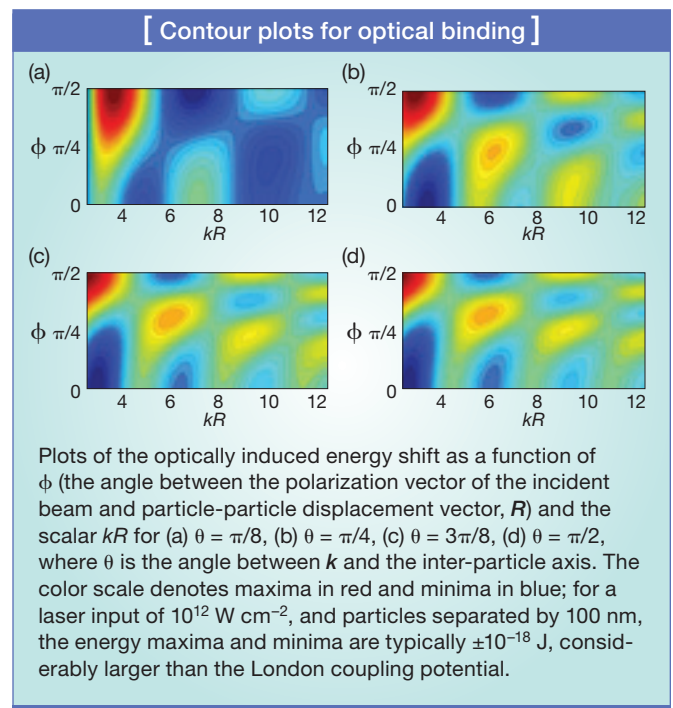 [ Contour plots for optical binding ]
(a)
π/2
ϕ π/4
0
4 6 8 10 12
kR
(b)
π/2
ϕ π/4
0
4 6 8 10 12
kR
(c)
π/2
ϕ π/4
0
4 6 8 10 12
kR
(d)
π/2
ϕ π/4
0
4 6 8 10 12
kR
Plots of the optically induced energy shift as a function of
ϕ (the angle between the polarization vector of the incident
beam and particle-particle displacement vector, R) and the
scalar kR for (a) θ = π/8, (b) θ = π/4, (c) θ = 3π/8, (d) θ = π/2,
where θ is the angle between k and the inter-particle axis. The
color scale denotes maxima in red and minima in blue; for a
laser input of 10¹² W cm⁻², and particles separated by 100 nm,
the energy maxima and minima are typically ±10⁻¹⁸ J, consid-
erably larger than the London coupling potential.